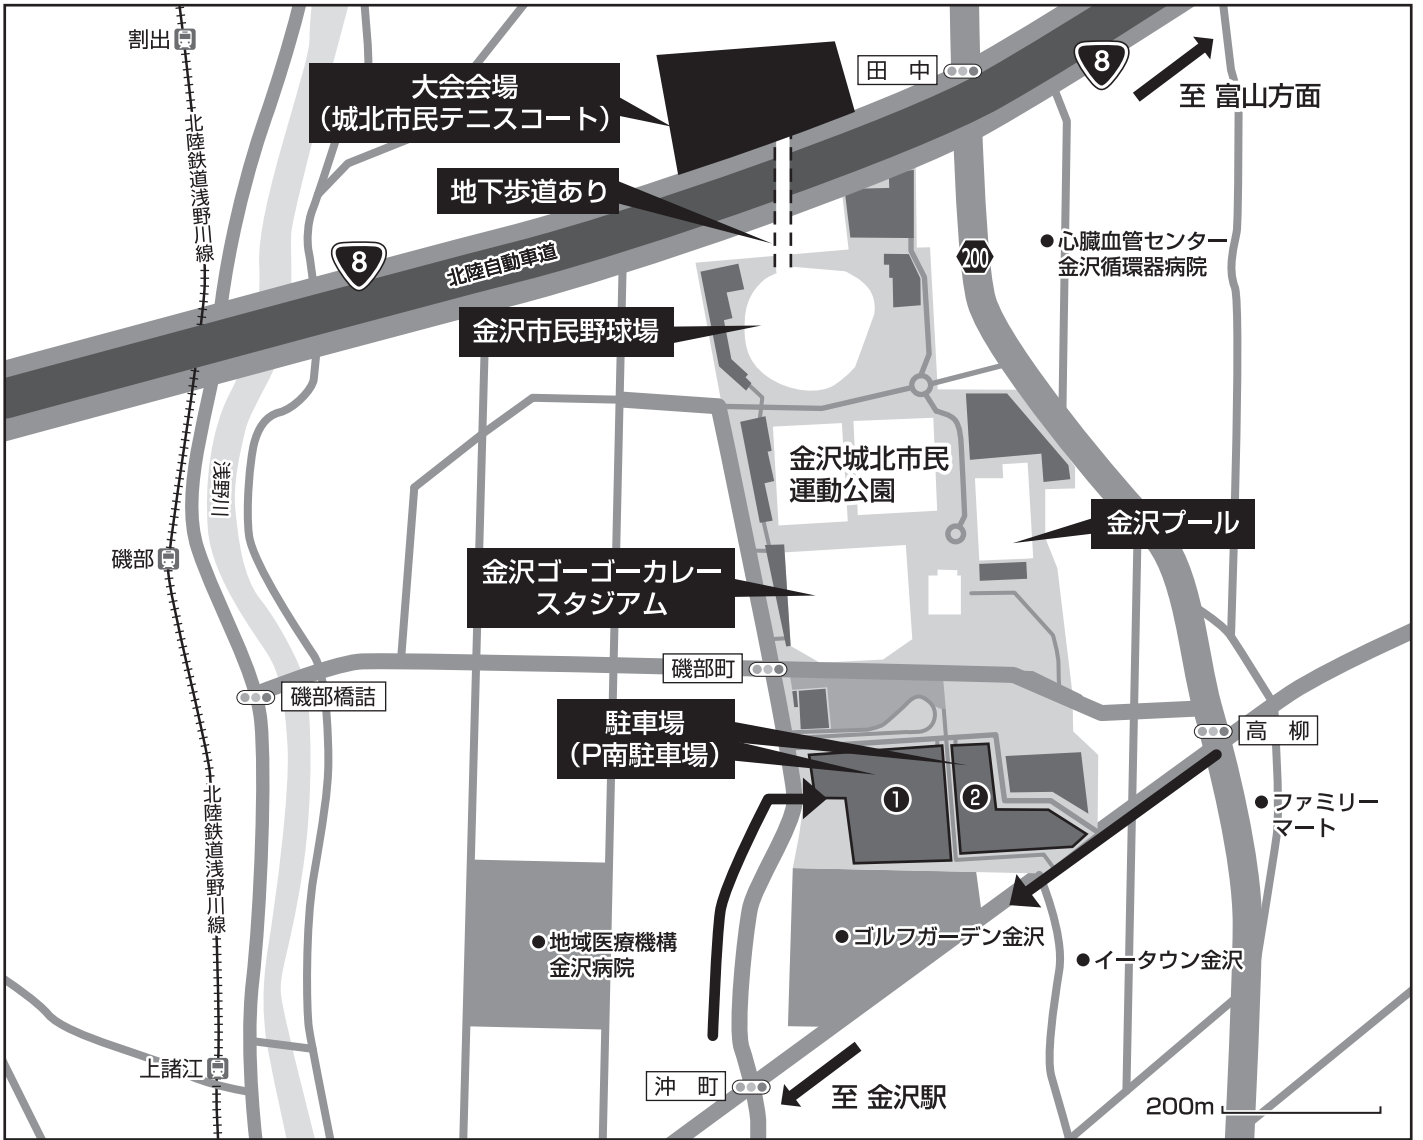 割出
田　中
8
至 富山方面
大会会場
（城北市民テニスコート）
北陸鉄道浅野川線
地下歩道あり
8
北陸自動車道
200
心臓血管センター
金沢循環器病院
金沢市民野球場
金沢城北市民
運動公園
浅野川
金沢プール
磯部
金沢ゴーゴーカレー
スタジアム
磯部町
磯部橋詰
駐車場
（P南駐車場）
高　柳
1
2
ファミリー
マート
北陸鉄道浅野川線
地域医療機構
金沢病院
ゴルフガーデン金沢
イータウン金沢
上諸江
沖　町
至 金沢駅
200m